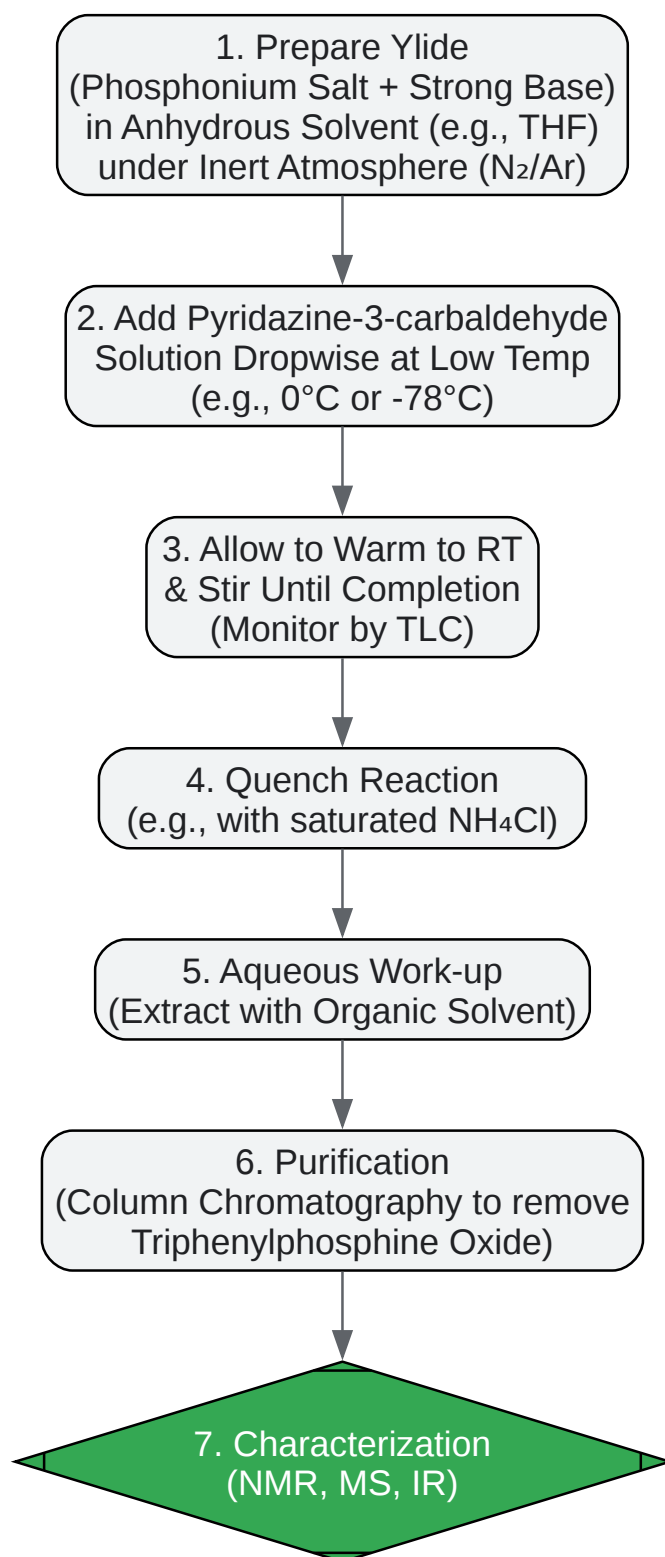 1. Prepare Ylide
(Phosphonium Salt + Strong Base)
in Anhydrous Solvent (e.g., THF)
under Inert Atmosphere (N₂/Ar)
2. Add Pyridazine-3-carbaldehyde
Solution Dropwise at Low Temp
(e.g., 0°C or -78°C)
3. Allow to Warm to RT
& Stir Until Completion
(Monitor by TLC)
4. Quench Reaction
(e.g., with saturated NH₄Cl)
5. Aqueous Work-up
(Extract with Organic Solvent)
6. Purification
(Column Chromatography to remove
Triphenylphosphine Oxide)
7. Characterization
(NMR, MS, IR)